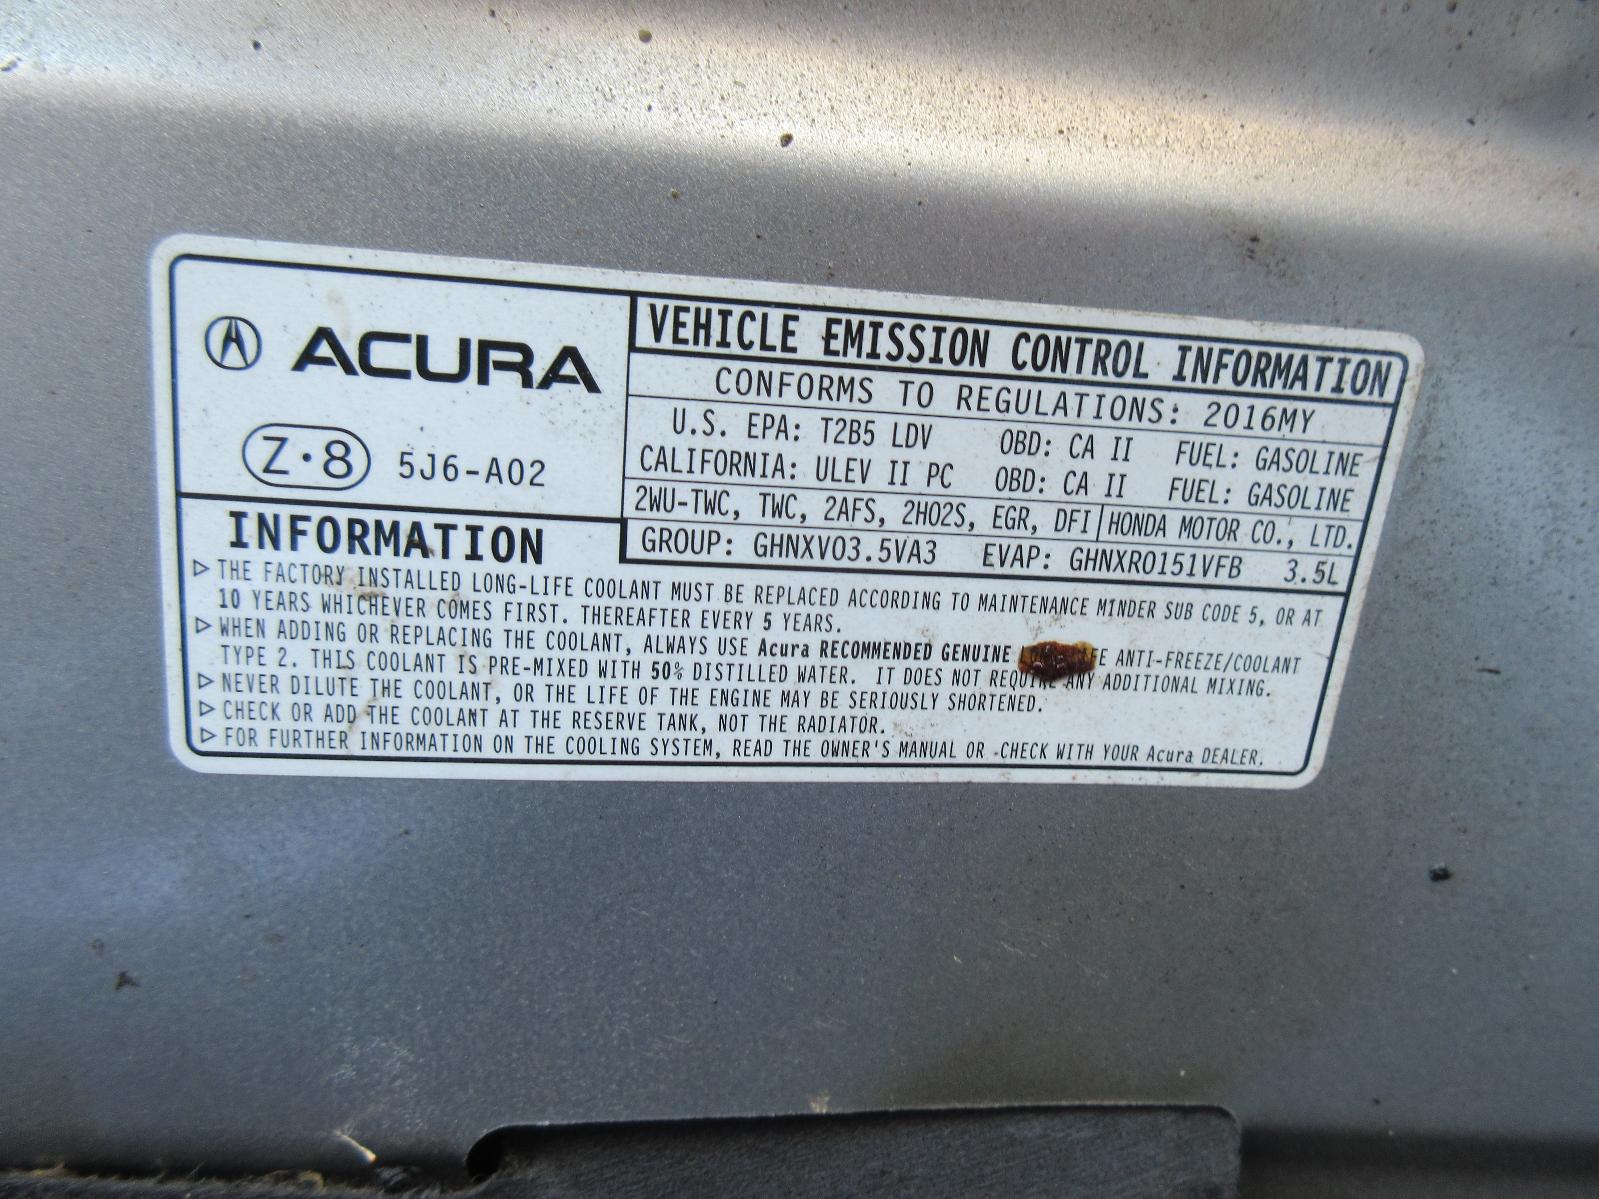 ACURA
Z·8 5J6-A02
VEHICLE EMISSION CONTROL INFORMATION
CONFORMS TO REGULATIONS: 2016MY
U.S. EPA: T2B5 LDV OBD: CA II FUEL: GASOLINE
CALIFORNIA: ULEV II PC OBD: CA II FUEL: GASOLINE
2WU-TWC, TWC, 2AFS, 2HO2S, EGR, DFI HONDA MOTOR CO., LTD.
GROUP: GHNXV03.5VA3 EVAP: GHNXR0151VFB 3.5L
INFORMATION
▷ THE FACTORY INSTALLED LONG-LIFE COOLANT MUST BE REPLACED ACCORDING TO MAINTENANCE MINDER SUB CODE 5, OR AT
10 YEARS WHICHEVER COMES FIRST. THEREAFTER EVERY 5 YEARS.
▷ WHEN ADDING OR REPLACING THE COOLANT, ALWAYS USE Acura RECOMMENDED GENUINE ANTI-FREEZE/COOLANT
TYPE 2. THIS COOLANT IS PRE-MIXED WITH 50% DISTILLED WATER. IT DOES NOT REQUIRE ANY ADDITIONAL MIXING.
▷ NEVER DILUTE THE COOLANT, OR THE LIFE OF THE ENGINE MAY BE SERIOUSLY SHORTENED.
▷ CHECK OR ADD THE COOLANT AT THE RESERVE TANK, NOT THE RADIATOR.
▷ FOR FURTHER INFORMATION ON THE COOLING SYSTEM, READ THE OWNER'S MANUAL OR CHECK WITH YOUR Acura DEALER.